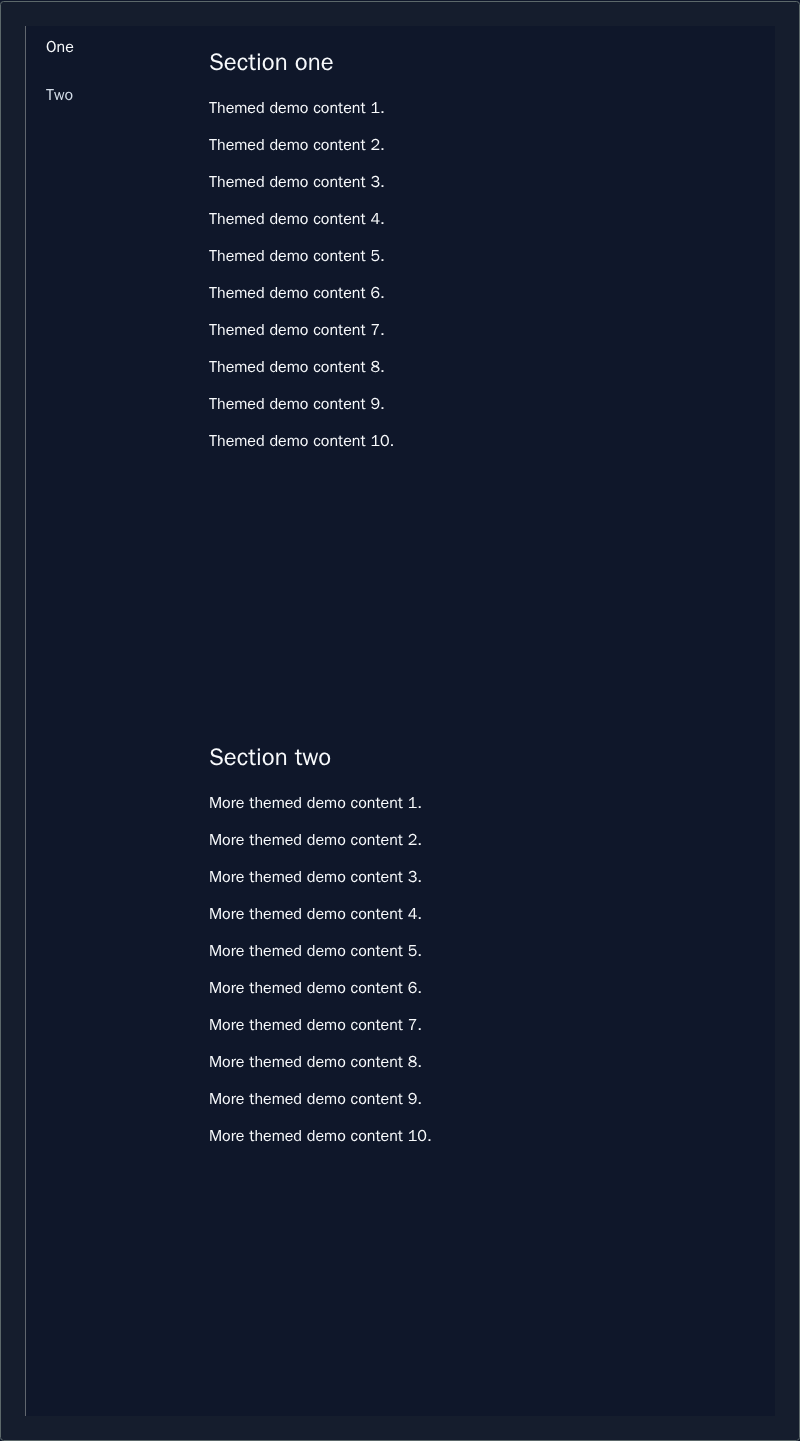 One
Two
Section one
Themed demo content 1.
Themed demo content 2.
Themed demo content 3.
Themed demo content 4.
Themed demo content 5.
Themed demo content 6.
Themed demo content 7.
Themed demo content 8.
Themed demo content 9.
Themed demo content 10.
Section two
More themed demo content 1.
More themed demo content 2.
More themed demo content 3.
More themed demo content 4.
More themed demo content 5.
More themed demo content 6.
More themed demo content 7.
More themed demo content 8.
More themed demo content 9.
More themed demo content 10.